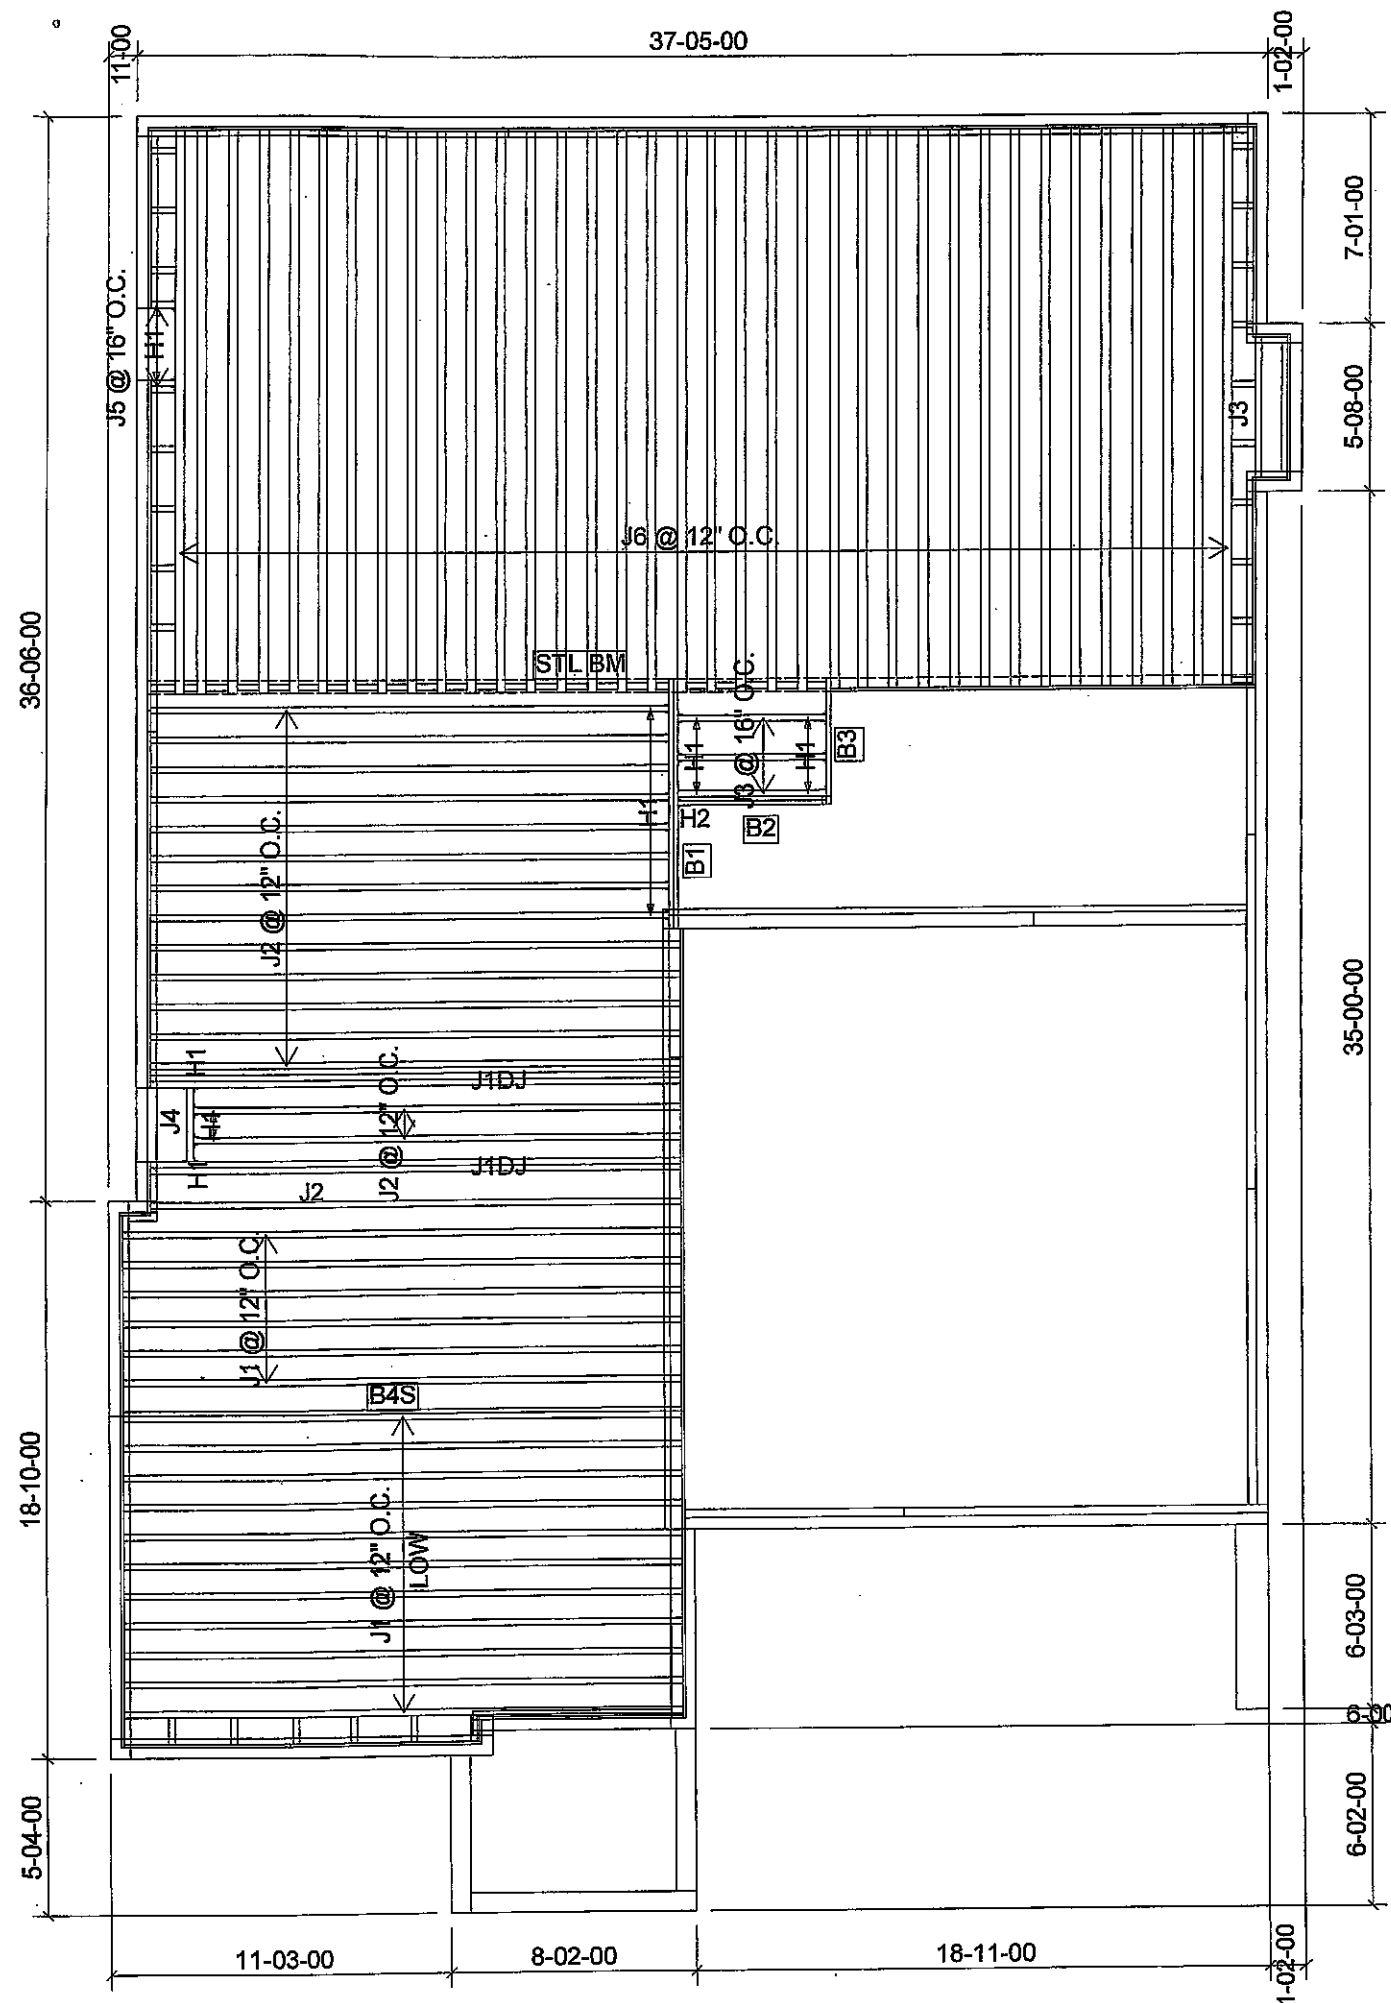 11-00
37-05-00
1-02-00
7-01-00
J5 @ 16" O.C.
H1
5-08-00
J3
J6 @ 12" O.C.
36-06-00
STL BM
J3 @ 16" O.C.
H1
H1
B3
H1
H2
B2
B1
J2 @ 12" O.C.
35-00-00
H1
J1DJ
J4
H1
J2 @ 12" O.C.
H1
J1DJ
J2
J1 @ 12" O.C.
B4S
18-10-00
J1 @ 12" O.C.
LOW
6-03-00
6-00
5-04-00
6-02-00
11-03-00
8-02-00
18-11-00
1-02-00